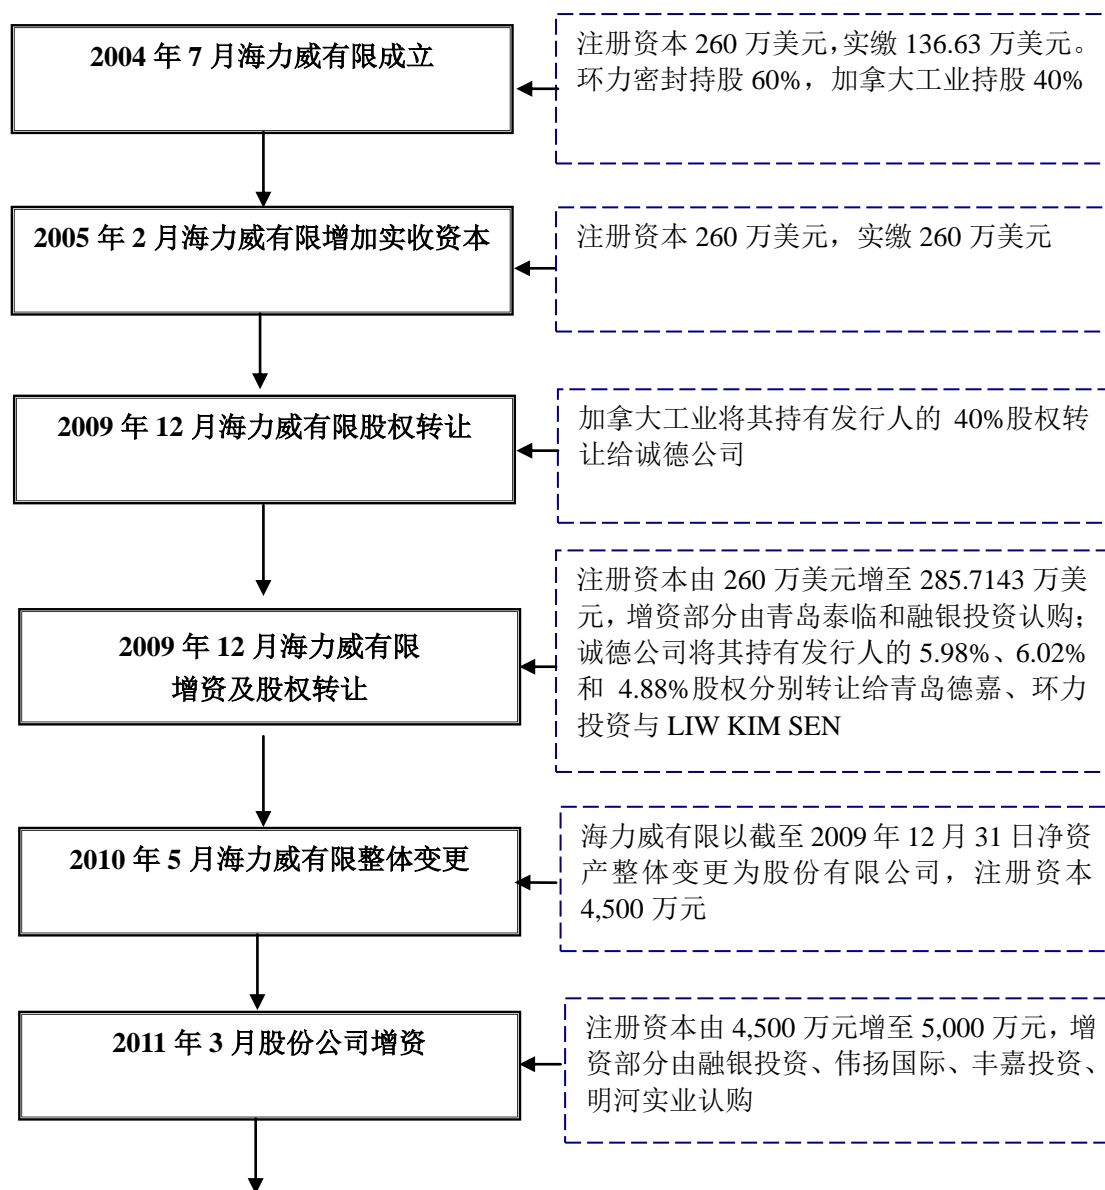 2004 年 7 月海力威有限成立
注册资本 260 万美元，实缴 136.63 万美元。
环力密封持股 60%，加拿大工业持股 40%
2005 年 2 月海力威有限增加实收资本
注册资本 260 万美元，实缴 260 万美元
2009 年 12 月海力威有限股权转让
加拿大工业将其持有发行人的 40%股权转
让给诚德公司
2009 年 12 月海力威有限
增资及股权转让
注册资本由 260 万美元增至 285.7143 万美
元，增资部分由青岛泰临和融银投资认购；
诚德公司将其持有发行人的 5.98%、6.02%
和 4.88%股权分别转让给青岛德嘉、环力
投资与 LIW KIM SEN
2010 年 5 月海力威有限整体变更
海力威有限以截至 2009 年 12 月 31 日净资
产整体变更为股份有限公司，注册资本
4,500 万元
2011 年 3 月股份公司增资
注册资本由 4,500 万元增至 5,000 万元，增
资部分由融银投资、伟扬国际、丰嘉投资、
明河实业认购